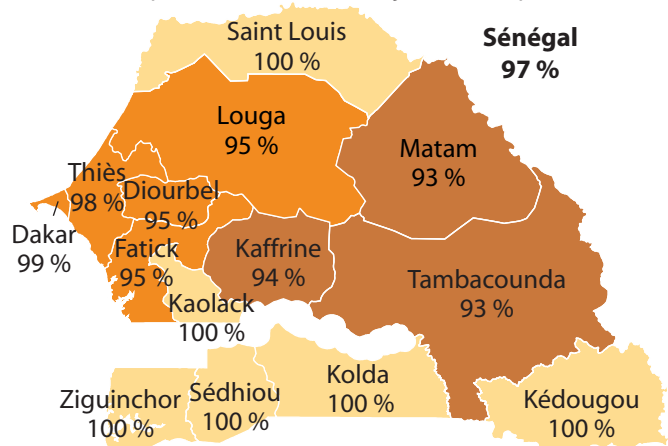 Saint Louis
100 %
Sénégal
97 %
Louga
95 %
Matam
93 %
Thiès
98 %
Diourbel
95 %
Dakar
99 %
Fatick
95 %
Kaffrine
94 %
Tambacounda
93 %
Kaolack
100 %
Ziguinchor
100 %
Sédhiou
100 %
Kolda
100 %
Kédougou
100 %